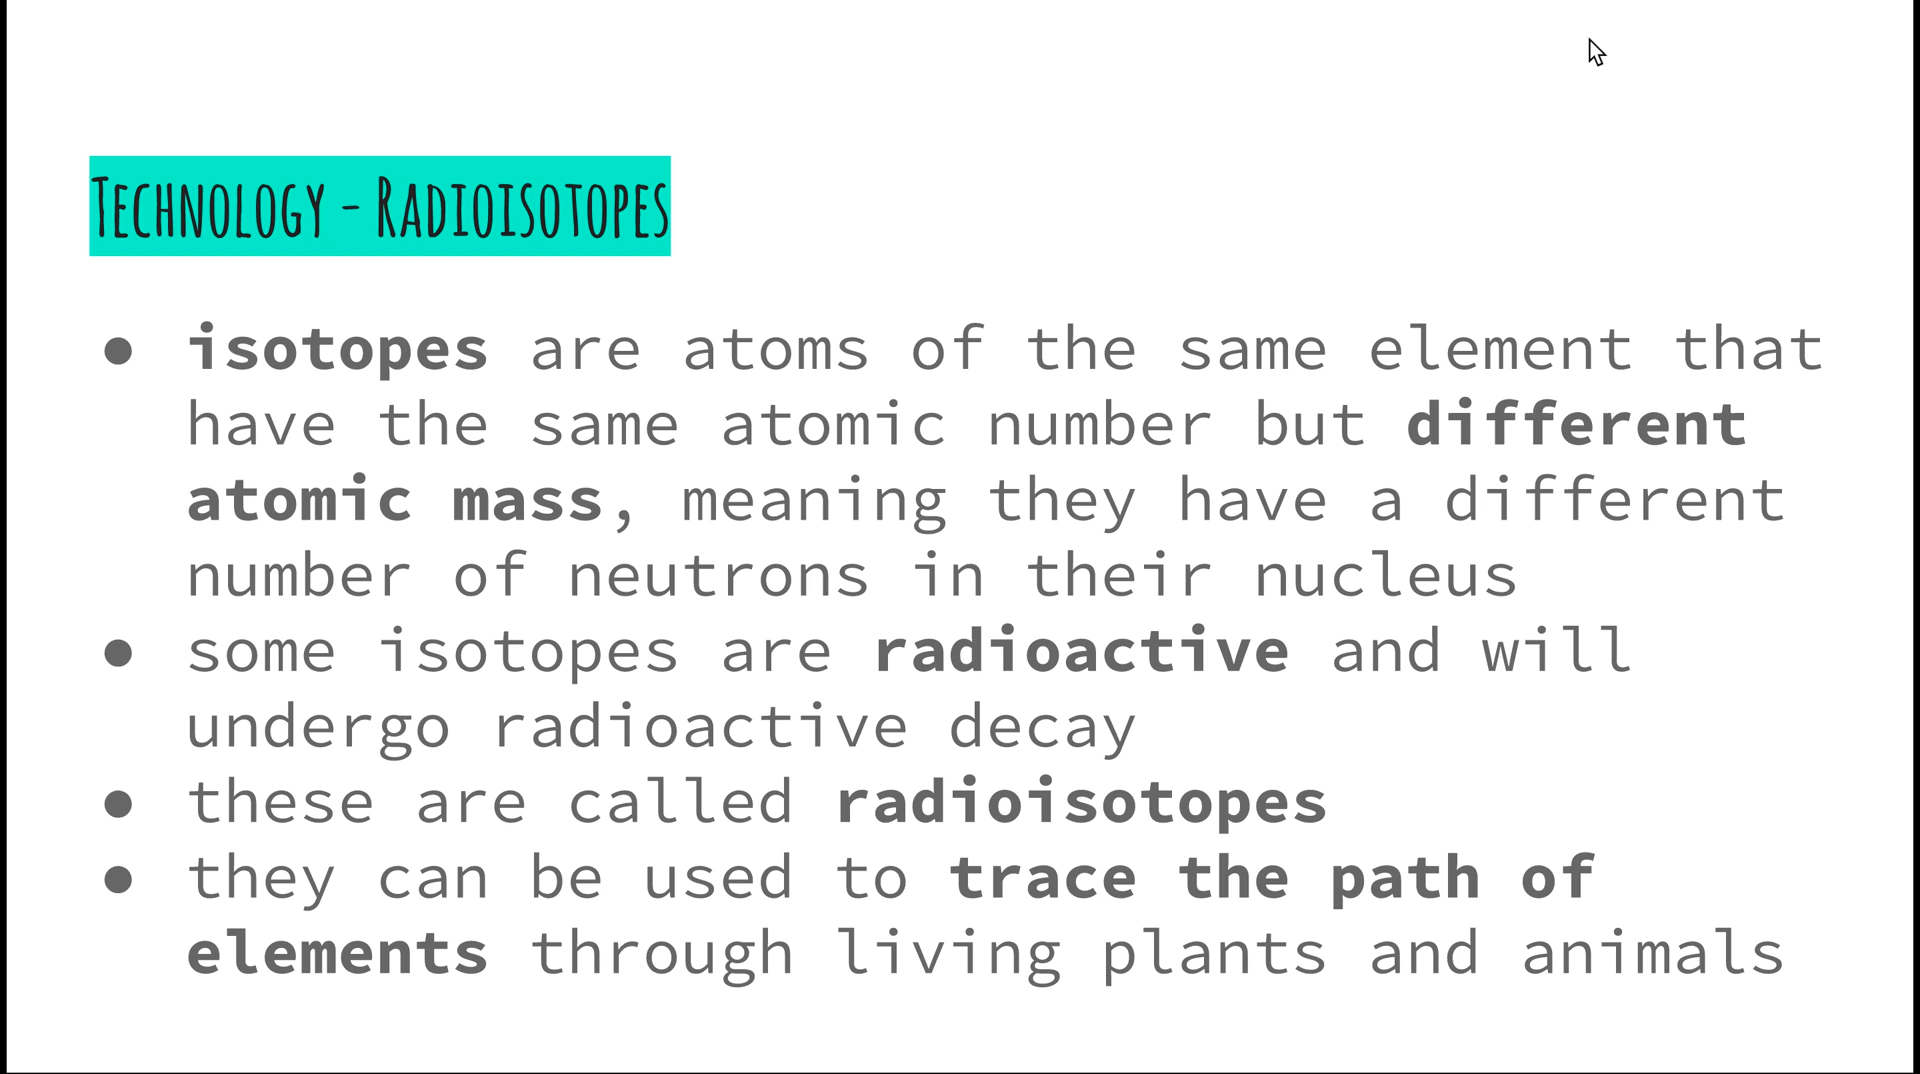 Technology - Radioisotopes
● isotopes are atoms of the same element that
have the same atomic number but different
atomic mass, meaning they have a different
number of neutrons in their nucleus
● some isotopes are radioactive and will
undergo radioactive decay
● these are called radioisotopes
● they can be used to trace the path of
elements through living plants and animals